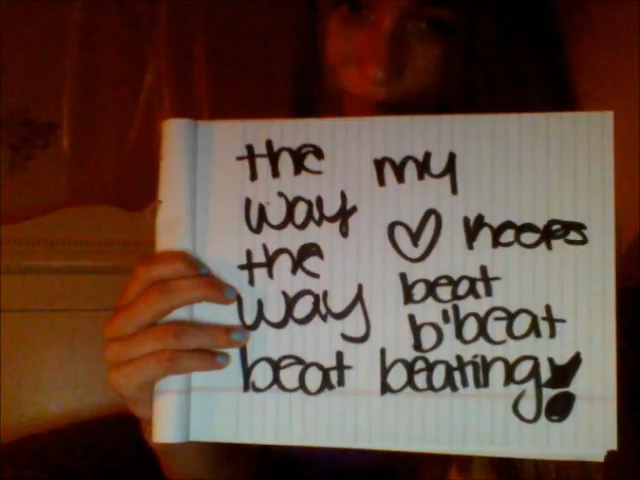 the my
way ♡ keeps
the
way beat
b'beat
beat beating!